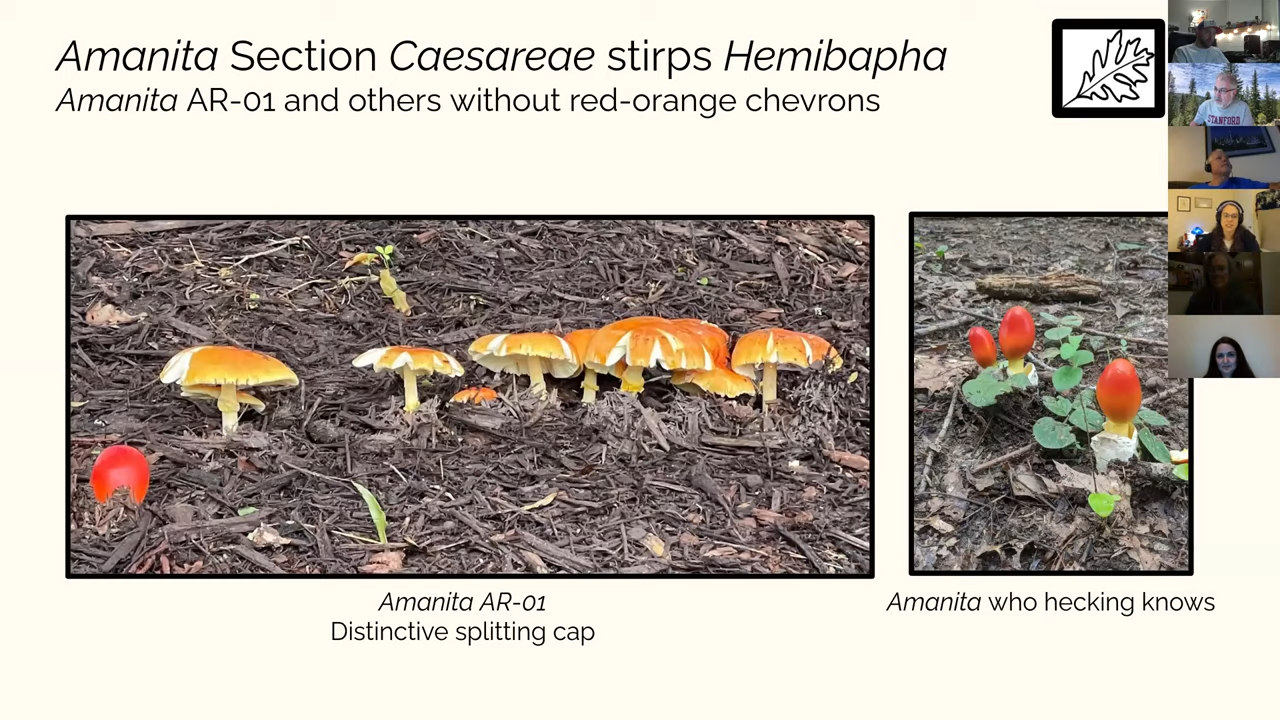 Amanita Section Caesareae stirps Hemibapha
Amanita AR-01 and others without red-orange chevrons
STANFORD
Amanita AR-01
Distinctive splitting cap
Amanita who hecking knows